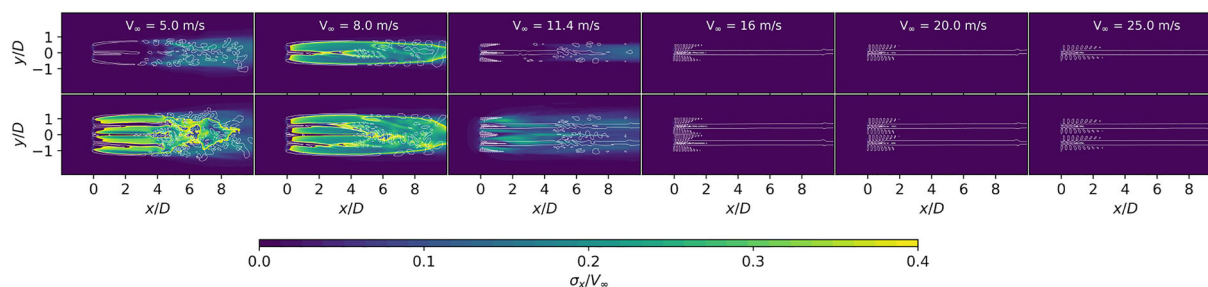 V∞ = 5.0 m/s
V∞ = 8.0 m/s
V∞ = 11.4 m/s
V∞ = 16 m/s
V∞ = 20.0 m/s
V∞ = 25.0 m/s
y/D
1
0
−1
y/D
1
0
−1
0 2 4 6 8
0 2 4 6 8
0 2 4 6 8
0 2 4 6 8
0 2 4 6 8
0 2 4 6 8
x/D
x/D
x/D
x/D
x/D
x/D
0.0 0.1 0.2 0.3 0.4
σₓ/V∞